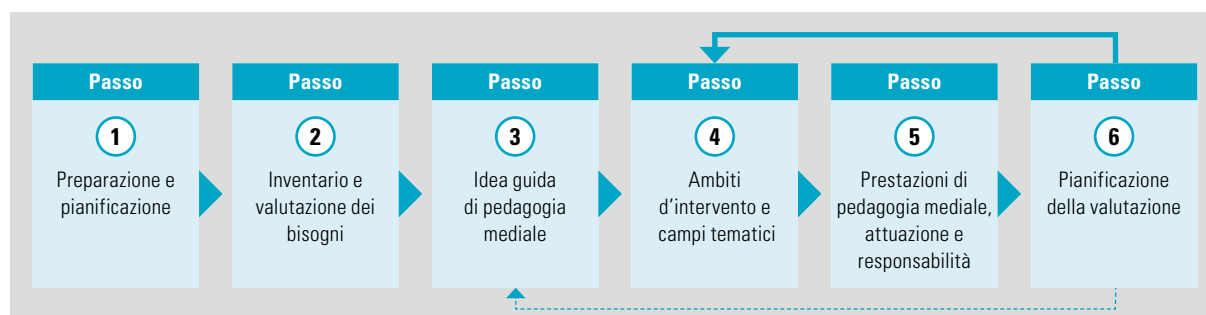 Passo
1
Preparazione e
pianificazione
Passo
2
Inventario e
valutazione dei
bisogni
Passo
3
Idea guida
di pedagogia
mediale
Passo
4
Ambiti
d’intervento e
campi tematici
Passo
5
Prestazioni di
pedagogia mediale,
attuazione e
responsabilità
Passo
6
Pianificazione
della valutazione